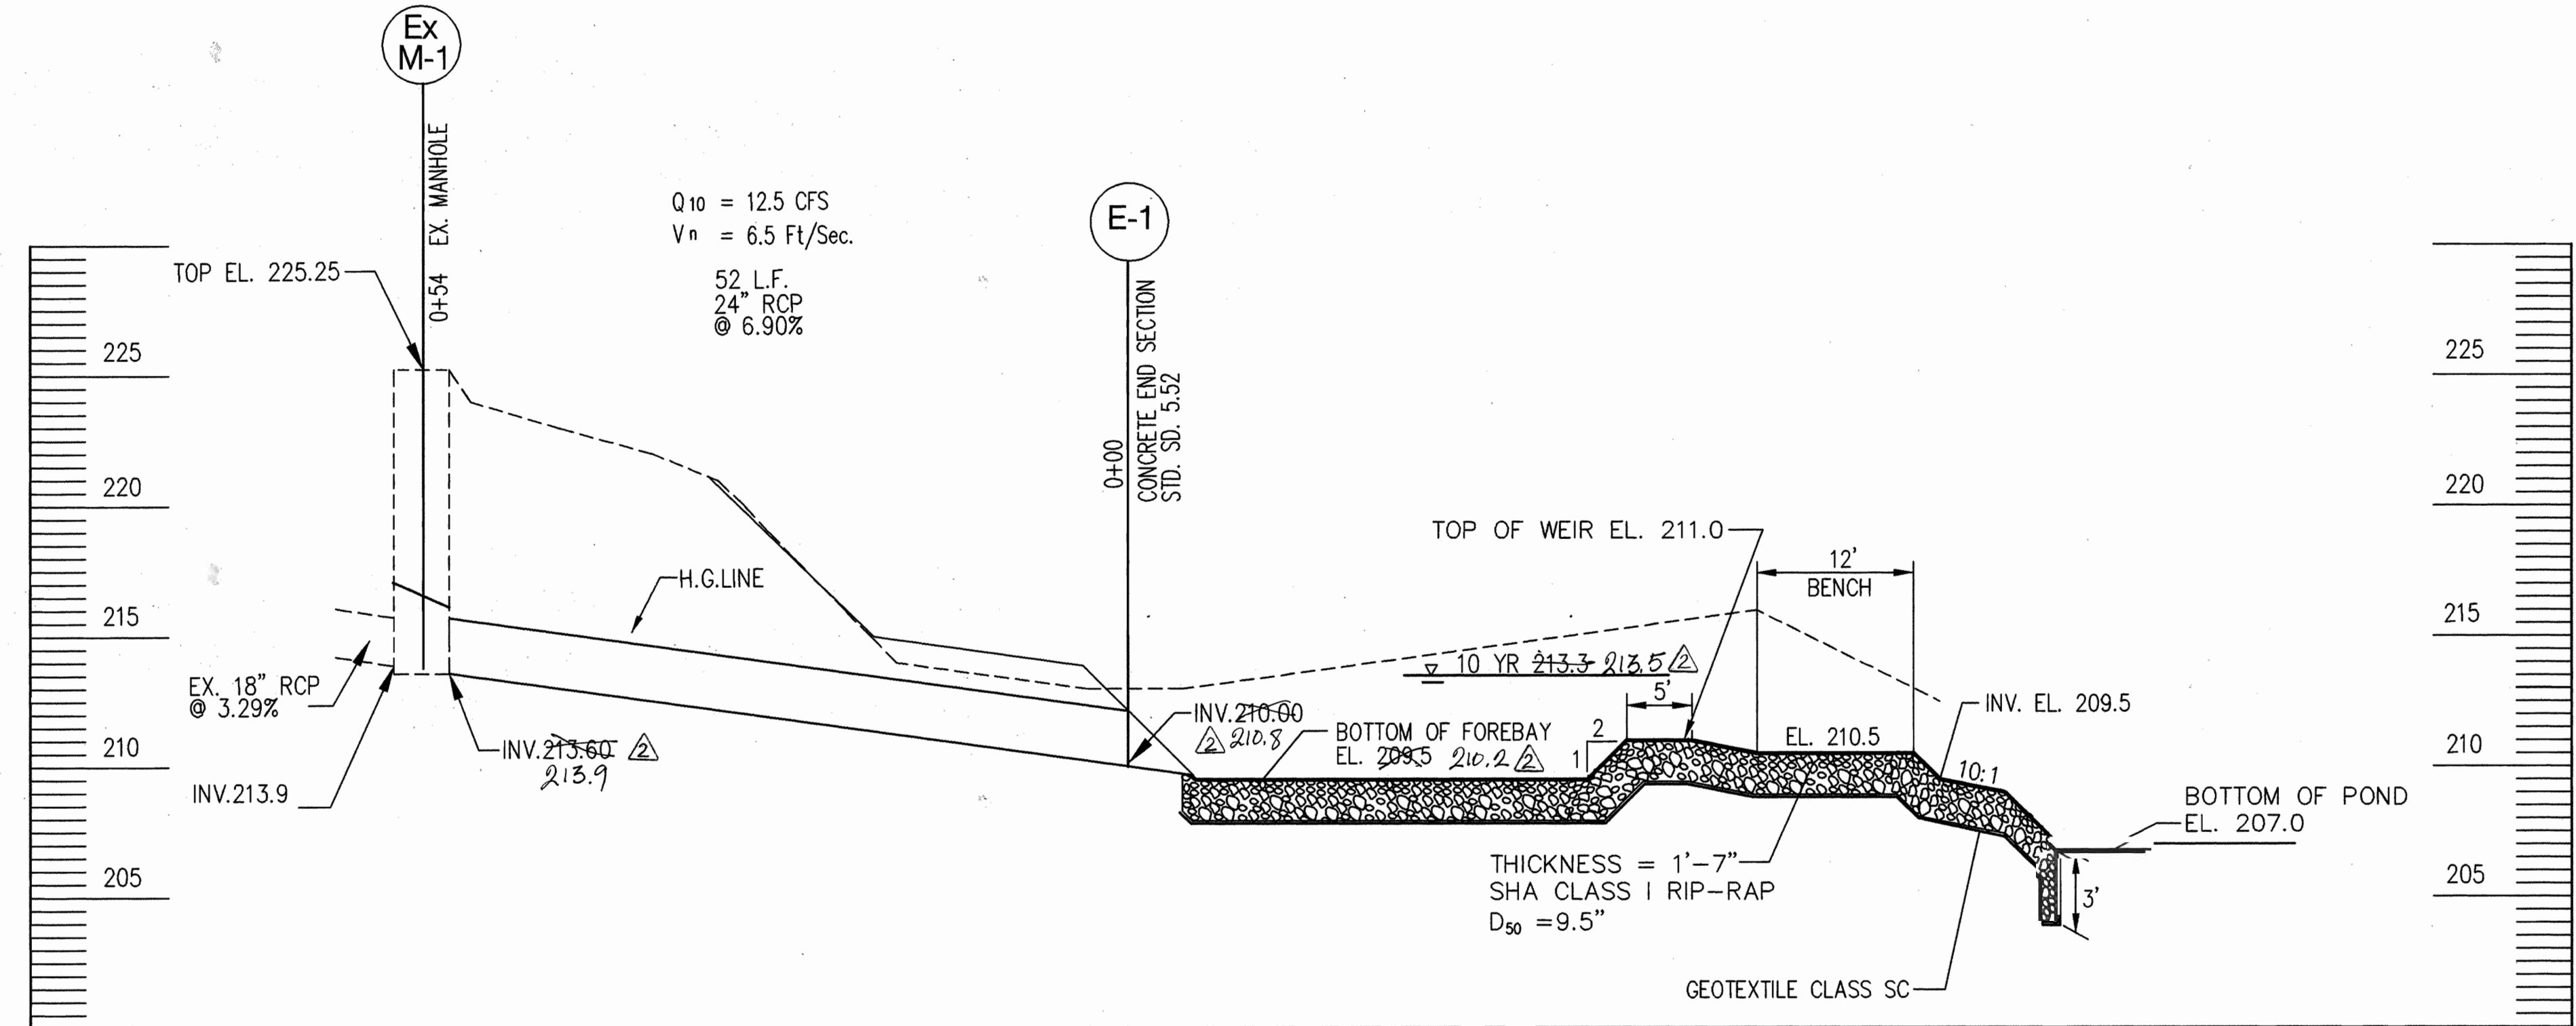 Ex
M-1
0+54 EX. MANHOLE
Q10 = 12.5 CFS
Vn = 6.5 Ft/Sec.
52 L.F.
24" RCP
@ 6.90%
E-1
0+00
CONCRETE END SECTION
STD. SD. 5.52
TOP EL. 225.25
225
220
215
210
205
H.G.LINE
EX. 18" RCP
@ 3.29%
INV.213.9
INV.213.60 2
213.9
INV.210.00
2 210.8
BOTTOM OF FOREBAY
EL. 209.5 210.2 2
10 YR 213.3 213.5 2
TOP OF WEIR EL. 211.0
5'
2
1
12'
BENCH
EL. 210.5
INV. EL. 209.5
10:1
BOTTOM OF POND
EL. 207.0
3'
THICKNESS = 1'-7"
SHA CLASS I RIP-RAP
D50 =9.5"
GEOTEXTILE CLASS SC
225
220
215
210
205